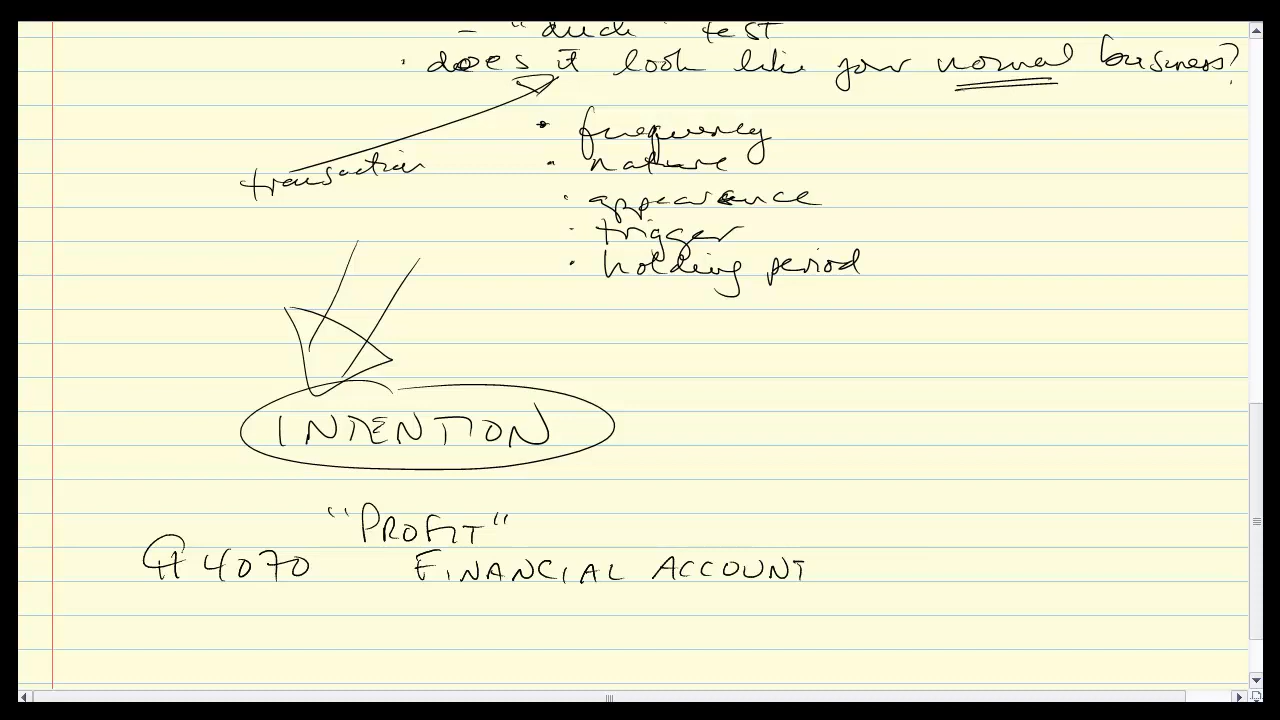 - "duck" test
· does it look like your normal business?
· frequency
transaction
· nature
· appearance
· trigger
· holding period
INTENTION
"PROFIT"
4070 FINANCIAL ACCOUNT